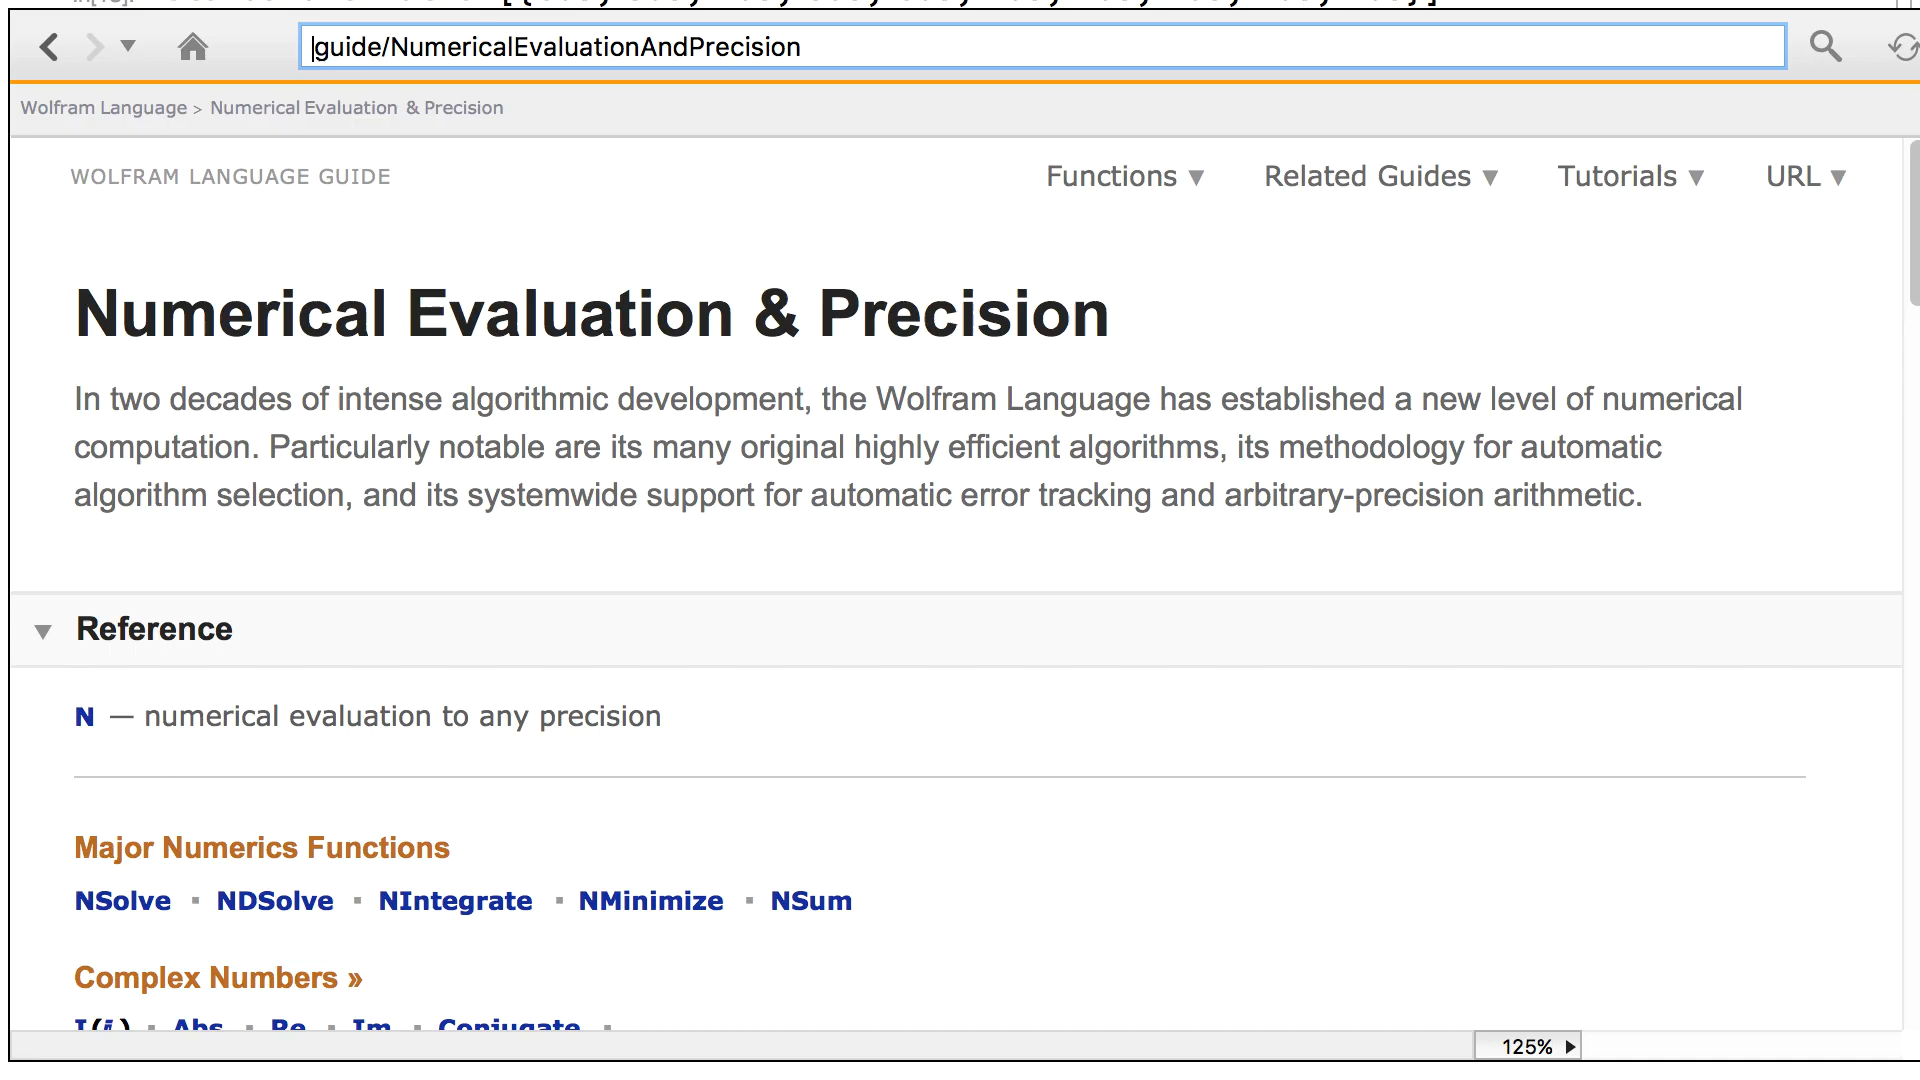 guide/NumericalEvaluationAndPrecision
Wolfram Language > Numerical Evaluation & Precision
WOLFRAM LANGUAGE GUIDE
Functions ▼ Related Guides ▼ Tutorials ▼ URL ▼
Numerical Evaluation & Precision
In two decades of intense algorithmic development, the Wolfram Language has established a new level of numerical
computation. Particularly notable are its many original highly efficient algorithms, its methodology for automatic
algorithm selection, and its systemwide support for automatic error tracking and arbitrary-precision arithmetic.
▼ Reference
N — numerical evaluation to any precision
Major Numerics Functions
NSolve ▪ NDSolve ▪ NIntegrate ▪ NMinimize ▪ NSum
Complex Numbers »
I (i) ▪ Abs ▪ Re ▪ Im ▪ Conjugate ▪
125% ▶